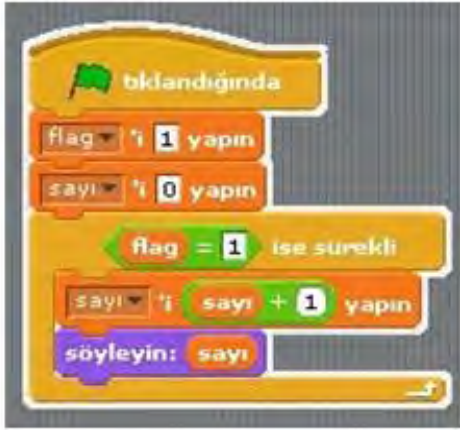 tıklandığında
flag 'i 1 yapın
sayı 'i 0 yapın
flag = 1 ise sürekli
sayı 'i sayı + 1 yapın
söyleyin: sayı